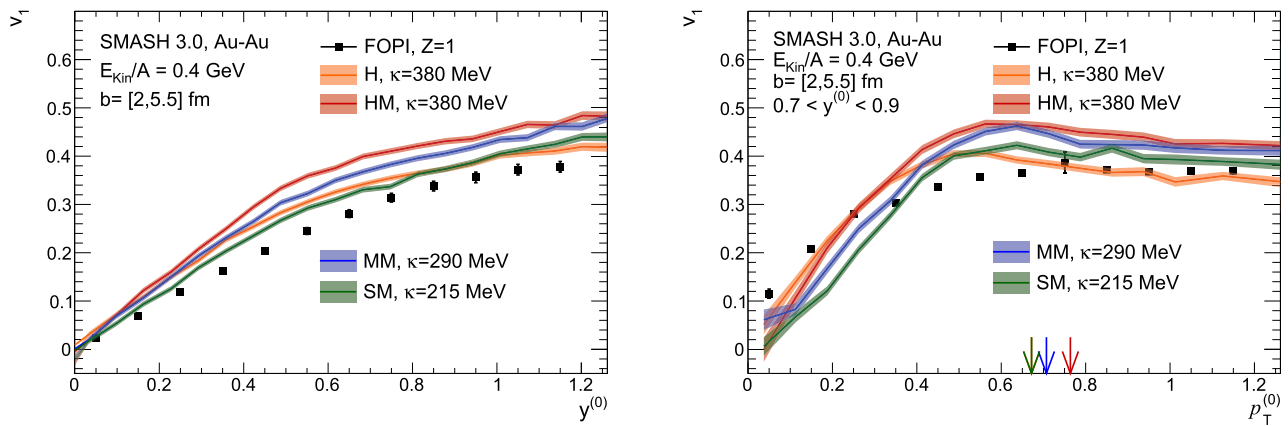 v1
0.6
0.5
0.4
0.3
0.2
0.1
0
SMASH 3.0, Au-Au
E_Kin/A = 0.4 GeV
b= [2,5.5] fm
FOPI, Z=1
H, κ=380 MeV
HM, κ=380 MeV
MM, κ=290 MeV
SM, κ=215 MeV
0 0.2 0.4 0.6 0.8 1 1.2
y^(0)
v1
0.6
0.5
0.4
0.3
0.2
0.1
0
SMASH 3.0, Au-Au
E_Kin/A = 0.4 GeV
b= [2,5.5] fm
0.7 < y^(0) < 0.9
FOPI, Z=1
H, κ=380 MeV
HM, κ=380 MeV
MM, κ=290 MeV
SM, κ=215 MeV
0 0.2 0.4 0.6 0.8 1 1.2
p_T^(0)